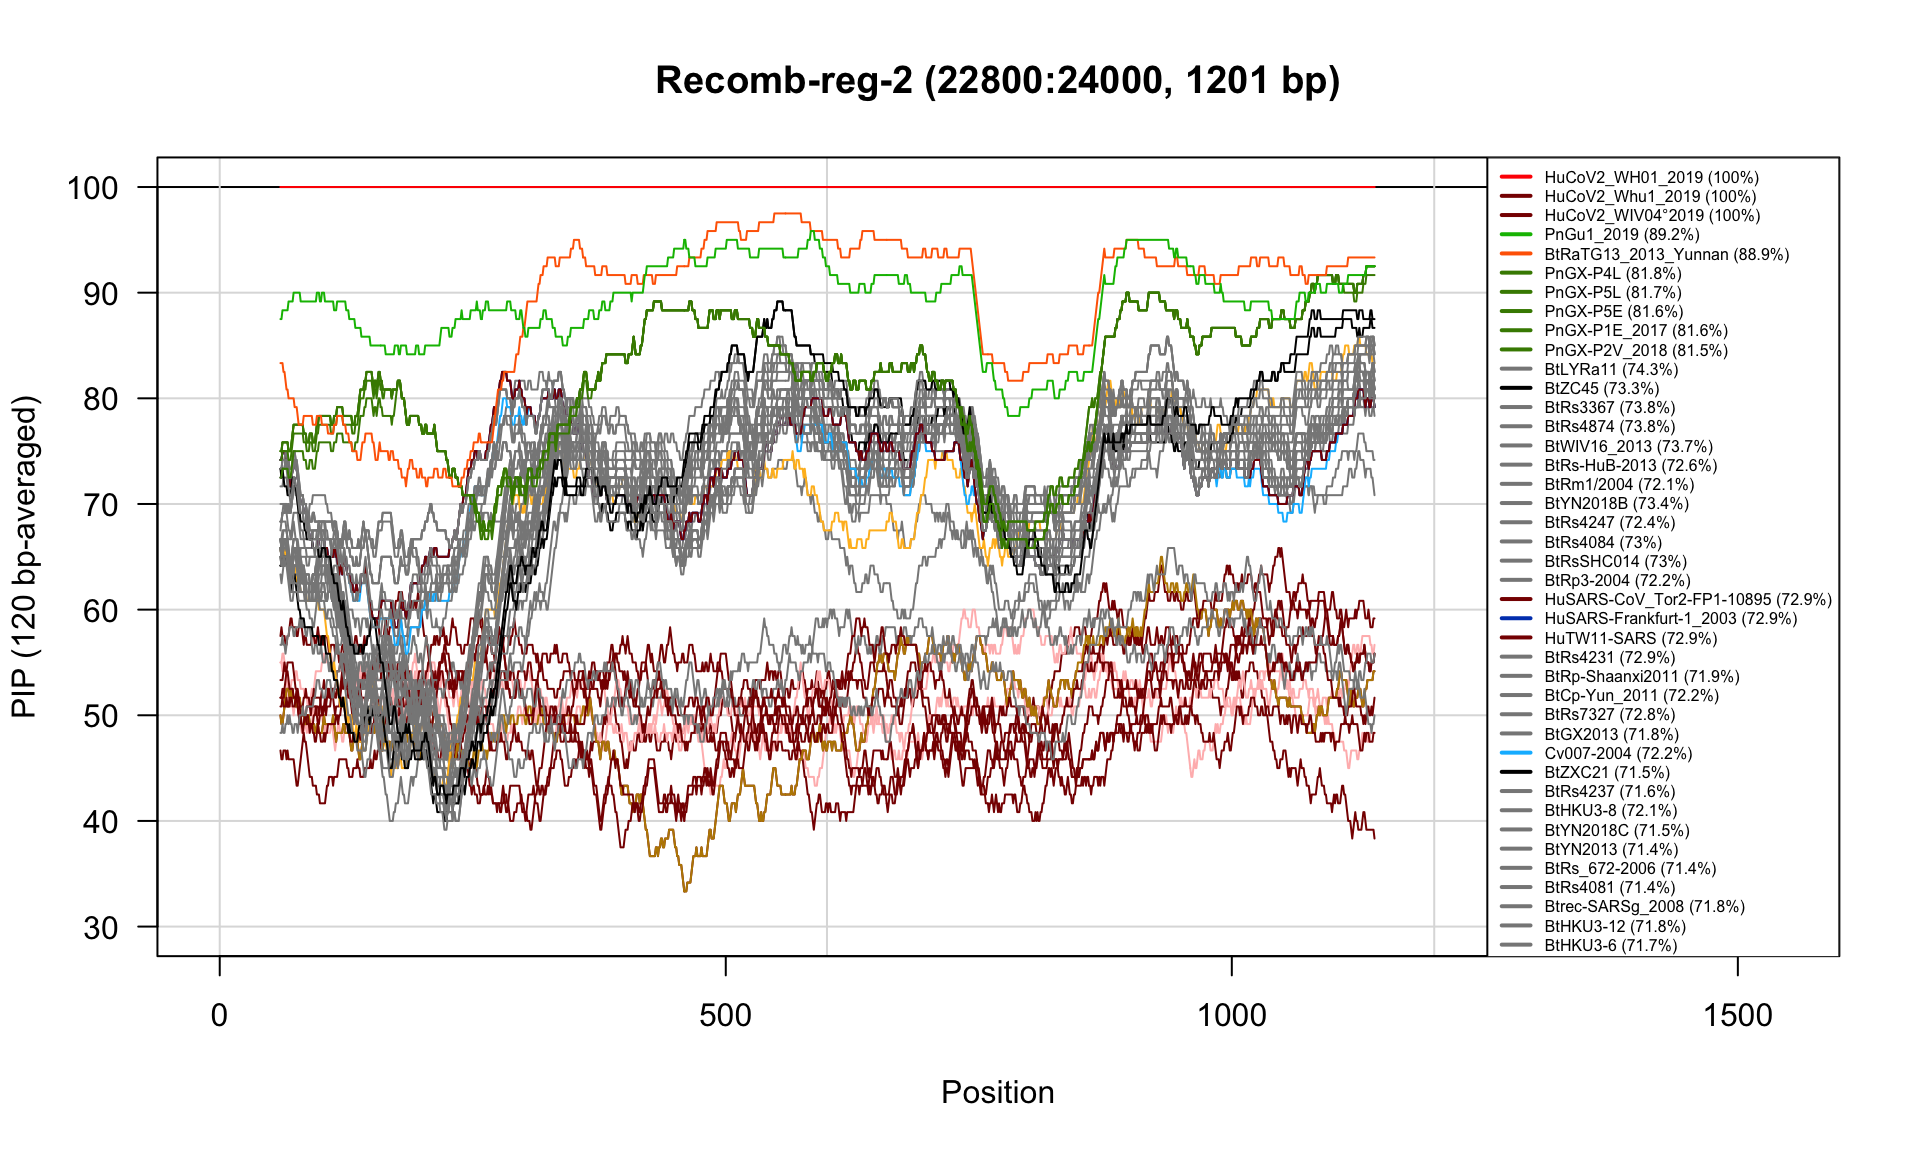 Recomb-reg-2 (22800:24000, 1201 bp)
PIP (120 bp-averaged)
100
90
80
70
60
50
40
30
HuCoV2_WH01_2019 (100%)
HuCoV2_Whu1_2019 (100%)
HuCoV2_WIV04°2019 (100%)
PnGu1_2019 (89.2%)
BtRaTG13_2013_Yunnan (88.9%)
PnGX-P4L (81.8%)
PnGX-P5L (81.7%)
PnGX-P5E (81.6%)
PnGX-P1E_2017 (81.6%)
PnGX-P2V_2018 (81.5%)
BtLYRa11 (74.3%)
BtZC45 (73.3%)
BtRs3367 (73.8%)
BtRs4874 (73.8%)
BtWIV16_2013 (73.7%)
BtRs-HuB-2013 (72.6%)
BtRm1/2004 (72.1%)
BtYN2018B (73.4%)
BtRs4247 (72.4%)
BtRs4084 (73%)
BtRsSHC014 (73%)
BtRp3-2004 (72.2%)
HuSARS-CoV_Tor2-FP1-10895 (72.9%)
HuSARS-Frankfurt-1_2003 (72.9%)
HuTW11-SARS (72.9%)
BtRs4231 (72.9%)
BtRp-Shaanxi2011 (71.9%)
BtCp-Yun_2011 (72.2%)
BtRs7327 (72.8%)
BtGX2013 (71.8%)
Cv007-2004 (72.2%)
BtZXC21 (71.5%)
BtRs4237 (71.6%)
BtHKU3-8 (72.1%)
BtYN2018C (71.5%)
BtYN2013 (71.4%)
BtRs_672-2006 (71.4%)
BtRs4081 (71.4%)
Btrec-SARSg_2008 (71.8%)
BtHKU3-12 (71.8%)
BtHKU3-6 (71.7%)
0 500 1000 1500
Position